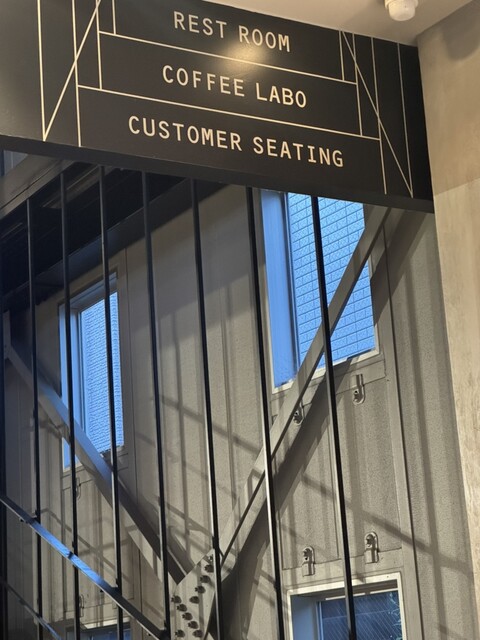 REST ROOM
COFFEE LABO
CUSTOMER SEATING